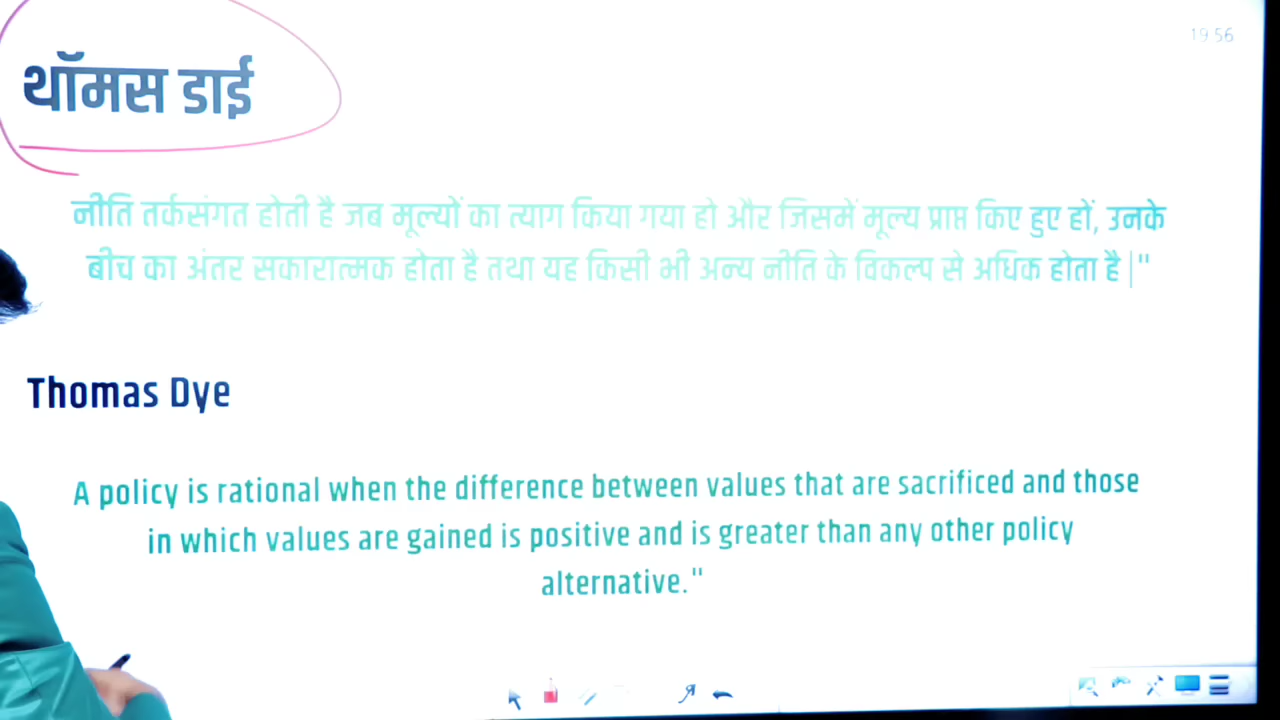 19 56
थॉमस डाई
नीति तर्कसंगत होती है जब मूल्यों का त्याग किया गया हो और जिसमें मूल्य प्राप्त किए हुए हों, उनके
बीच का अंतर सकारात्मक होता है तथा यह किसी भी अन्य नीति के विकल्प से अधिक होता है |"
Thomas Dye
A policy is rational when the difference between values that are sacrificed and those
in which values are gained is positive and is greater than any other policy
alternative."